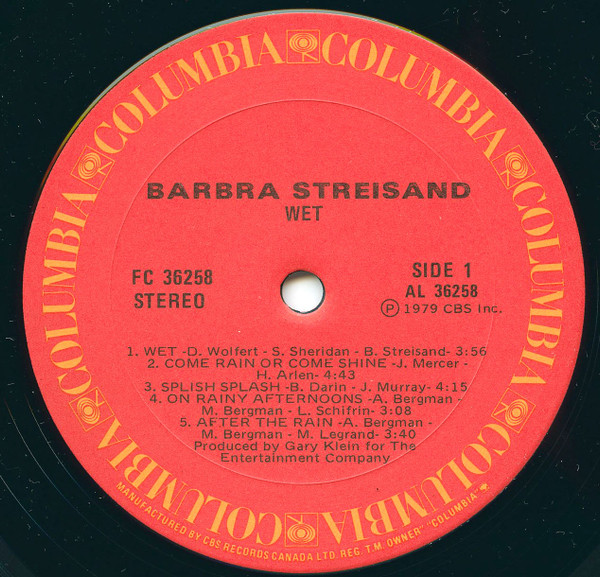 COLUMBIA COLUMBIA COLUMBIA COLUMBIA COLUMBIA COLUMBIA COLUMBIA
BARBRA STREISAND
WET
FC 36258
STEREO
SIDE 1
AL 36258
Ⓟ 1979 CBS Inc.
1. WET -D. Wolfert - S. Sheridan - B. Streisand- 3:56
2. COME RAIN OR COME SHINE -J. Mercer -
H. Arlen- 4:43
3. SPLISH SPLASH -B. Darin - J. Murray- 4:15
4. ON RAINY AFTERNOONS -A. Bergman -
M. Bergman - L. Schifrin- 3:08
5. AFTER THE RAIN -A. Bergman -
M. Bergman - M. Legrand- 3:40
Produced by Gary Klein for The
Entertainment Company
MANUFACTURED BY CBS RECORDS CANADA LTD. REG. T.M. OWNER "COLUMBIA"